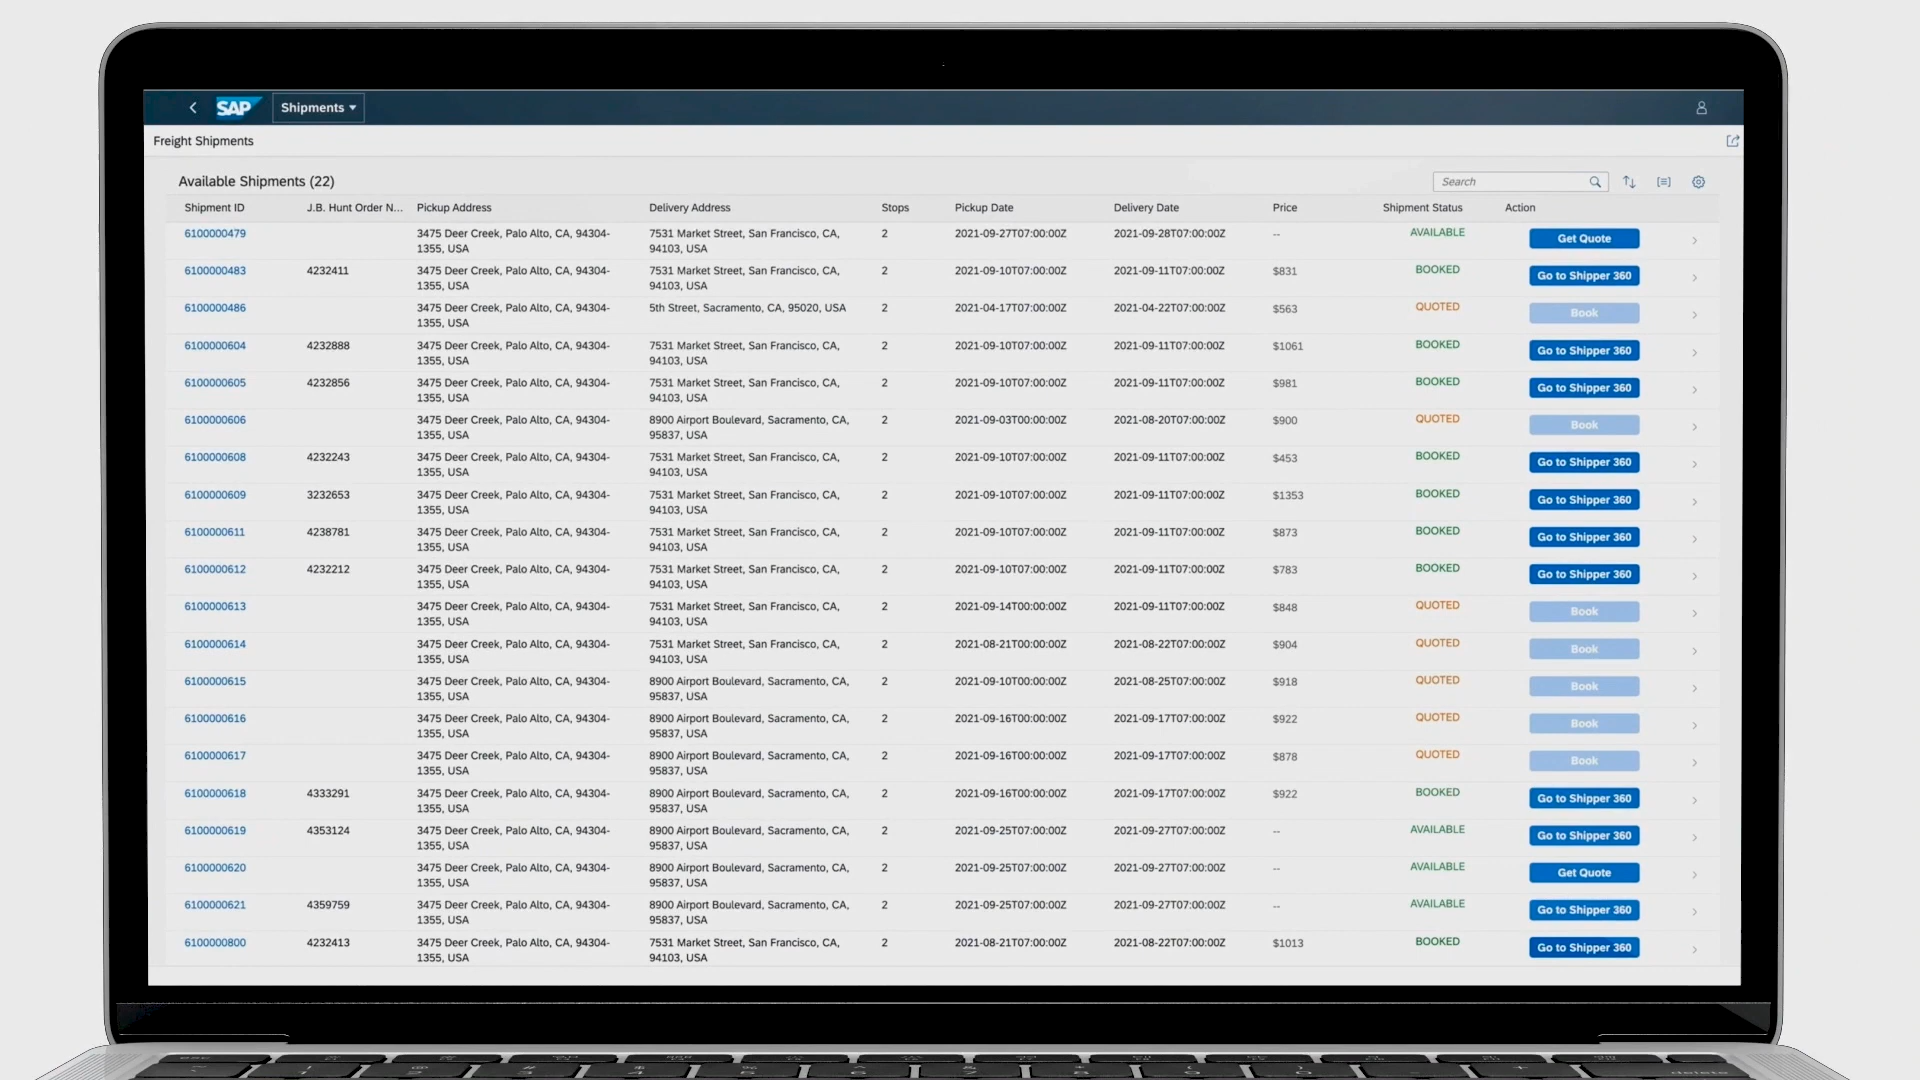 SAP Shipments
Freight Shipments
Available Shipments (22) Search
Shipment ID J.B. Hunt Order N... Pickup Address Delivery Address Stops Pickup Date Delivery Date Price Shipment Status Action
6100000479 3475 Deer Creek, Palo Alto, CA, 94304- 7531 Market Street, San Francisco, CA, 2 2021-09-27T07:00:00Z 2021-09-28T07:00:00Z -- AVAILABLE Get Quote
1355, USA 94103, USA
6100000483 4232411 3475 Deer Creek, Palo Alto, CA, 94304- 7531 Market Street, San Francisco, CA, 2 2021-09-10T07:00:00Z 2021-09-11T07:00:00Z $831 BOOKED Go to Shipper 360
1355, USA 94103, USA
6100000486 3475 Deer Creek, Palo Alto, CA, 94304- 5th Street, Sacramento, CA, 95020, USA 2 2021-04-17T07:00:00Z 2021-04-22T07:00:00Z $563 QUOTED Book
1355, USA
6100000604 4232888 3475 Deer Creek, Palo Alto, CA, 94304- 7531 Market Street, San Francisco, CA, 2 2021-09-10T07:00:00Z 2021-09-11T07:00:00Z $1061 BOOKED Go to Shipper 360
1355, USA 94103, USA
6100000605 4232856 3475 Deer Creek, Palo Alto, CA, 94304- 7531 Market Street, San Francisco, CA, 2 2021-09-10T07:00:00Z 2021-09-11T07:00:00Z $981 BOOKED Go to Shipper 360
1355, USA 94103, USA
6100000606 3475 Deer Creek, Palo Alto, CA, 94304- 8900 Airport Boulevard, Sacramento, CA, 2 2021-09-03T00:00:00Z 2021-08-20T07:00:00Z $900 QUOTED Book
1355, USA 95837, USA
6100000608 4232243 3475 Deer Creek, Palo Alto, CA, 94304- 7531 Market Street, San Francisco, CA, 2 2021-09-10T07:00:00Z 2021-09-11T07:00:00Z $453 BOOKED Go to Shipper 360
1355, USA 94103, USA
6100000609 3232653 3475 Deer Creek, Palo Alto, CA, 94304- 7531 Market Street, San Francisco, CA, 2 2021-09-10T07:00:00Z 2021-09-11T07:00:00Z $1353 BOOKED Go to Shipper 360
1355, USA 94103, USA
6100000611 4238781 3475 Deer Creek, Palo Alto, CA, 94304- 7531 Market Street, San Francisco, CA, 2 2021-09-10T07:00:00Z 2021-09-11T07:00:00Z $873 BOOKED Go to Shipper 360
1355, USA 94103, USA
6100000612 4232212 3475 Deer Creek, Palo Alto, CA, 94304- 7531 Market Street, San Francisco, CA, 2 2021-09-10T07:00:00Z 2021-09-11T07:00:00Z $783 BOOKED Go to Shipper 360
1355, USA 94103, USA
6100000613 3475 Deer Creek, Palo Alto, CA, 94304- 7531 Market Street, San Francisco, CA, 2 2021-09-14T00:00:00Z 2021-09-11T07:00:00Z $848 QUOTED Book
1355, USA 94103, USA
6100000614 3475 Deer Creek, Palo Alto, CA, 94304- 7531 Market Street, San Francisco, CA, 2 2021-08-21T00:00:00Z 2021-08-22T07:00:00Z $904 QUOTED Book
1355, USA 94103, USA
6100000615 3475 Deer Creek, Palo Alto, CA, 94304- 8900 Airport Boulevard, Sacramento, CA, 2 2021-09-10T00:00:00Z 2021-08-25T07:00:00Z $918 QUOTED Book
1355, USA 95837, USA
6100000616 3475 Deer Creek, Palo Alto, CA, 94304- 8900 Airport Boulevard, Sacramento, CA, 2 2021-09-16T00:00:00Z 2021-09-17T07:00:00Z $922 QUOTED Book
1355, USA 95837, USA
6100000617 3475 Deer Creek, Palo Alto, CA, 94304- 8900 Airport Boulevard, Sacramento, CA, 2 2021-09-16T00:00:00Z 2021-09-17T07:00:00Z $878 QUOTED Book
1355, USA 95837, USA
6100000618 4333291 3475 Deer Creek, Palo Alto, CA, 94304- 8900 Airport Boulevard, Sacramento, CA, 2 2021-09-16T00:00:00Z 2021-09-17T07:00:00Z $922 BOOKED Go to Shipper 360
1355, USA 95837, USA
6100000619 4353124 3475 Deer Creek, Palo Alto, CA, 94304- 8900 Airport Boulevard, Sacramento, CA, 2 2021-09-25T07:00:00Z 2021-09-27T07:00:00Z -- AVAILABLE Go to Shipper 360
1355, USA 95837, USA
6100000620 3475 Deer Creek, Palo Alto, CA, 94304- 8900 Airport Boulevard, Sacramento, CA, 2 2021-09-25T07:00:00Z 2021-09-27T07:00:00Z -- AVAILABLE Get Quote
1355, USA 95837, USA
6100000621 4359759 3475 Deer Creek, Palo Alto, CA, 94304- 8900 Airport Boulevard, Sacramento, CA, 2 2021-09-25T07:00:00Z 2021-09-27T07:00:00Z -- AVAILABLE Go to Shipper 360
1355, USA 95837, USA
6100000800 4232413 3475 Deer Creek, Palo Alto, CA, 94304- 7531 Market Street, San Francisco, CA, 2 2021-08-21T07:00:00Z 2021-08-22T07:00:00Z $1013 BOOKED Go to Shipper 360
1355, USA 94103, USA